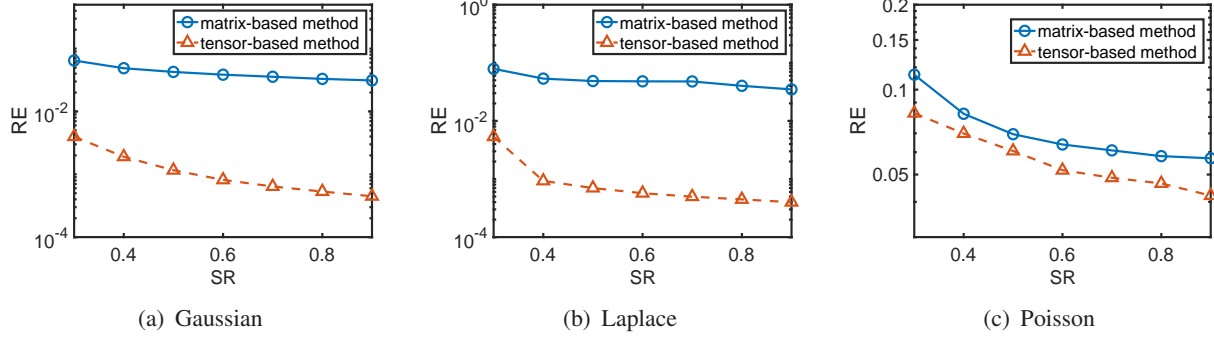 matrix-based method
tensor-based method
10^-2
10^-4
RE
0.4 0.6 0.8
SR
(a) Gaussian
10^0
matrix-based method
tensor-based method
10^-2
10^-4
RE
0.4 0.6 0.8
SR
(b) Laplace
0.2
0.15
0.1
0.05
matrix-based method
tensor-based method
RE
0.4 0.6 0.8
SR
(c) Poisson